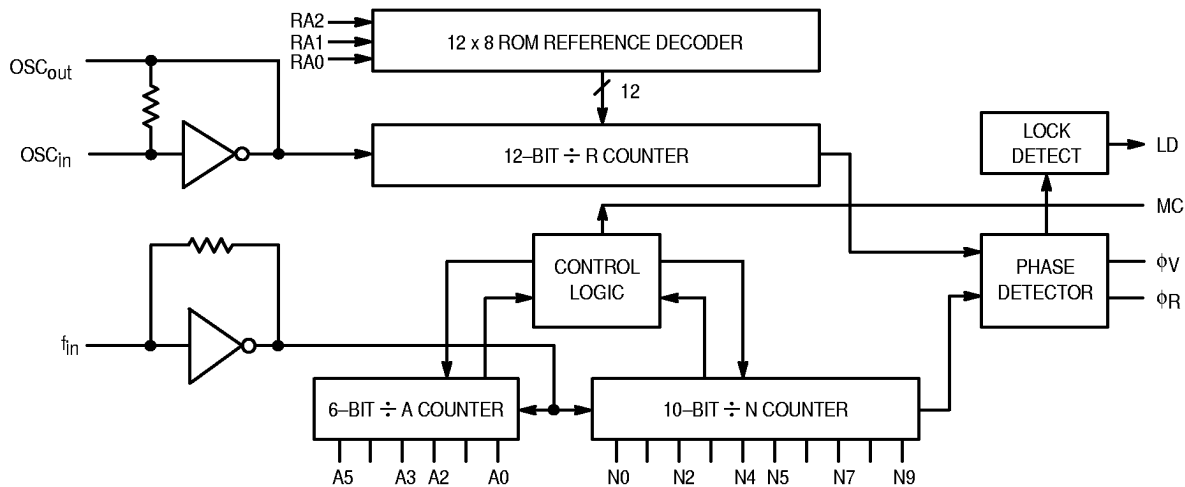 RA2
RA1
RA0
12 x 8 ROM REFERENCE DECODER
OSCout
12
OSCin
12–BIT ÷ R COUNTER
LOCK
DETECT
LD
MC
CONTROL
LOGIC
PHASE
DETECTOR
ϕV
ϕR
fin
6–BIT ÷ A COUNTER
10–BIT ÷ N COUNTER
A5 A3 A2 A0
N0 N2 N4 N5 N7 N9